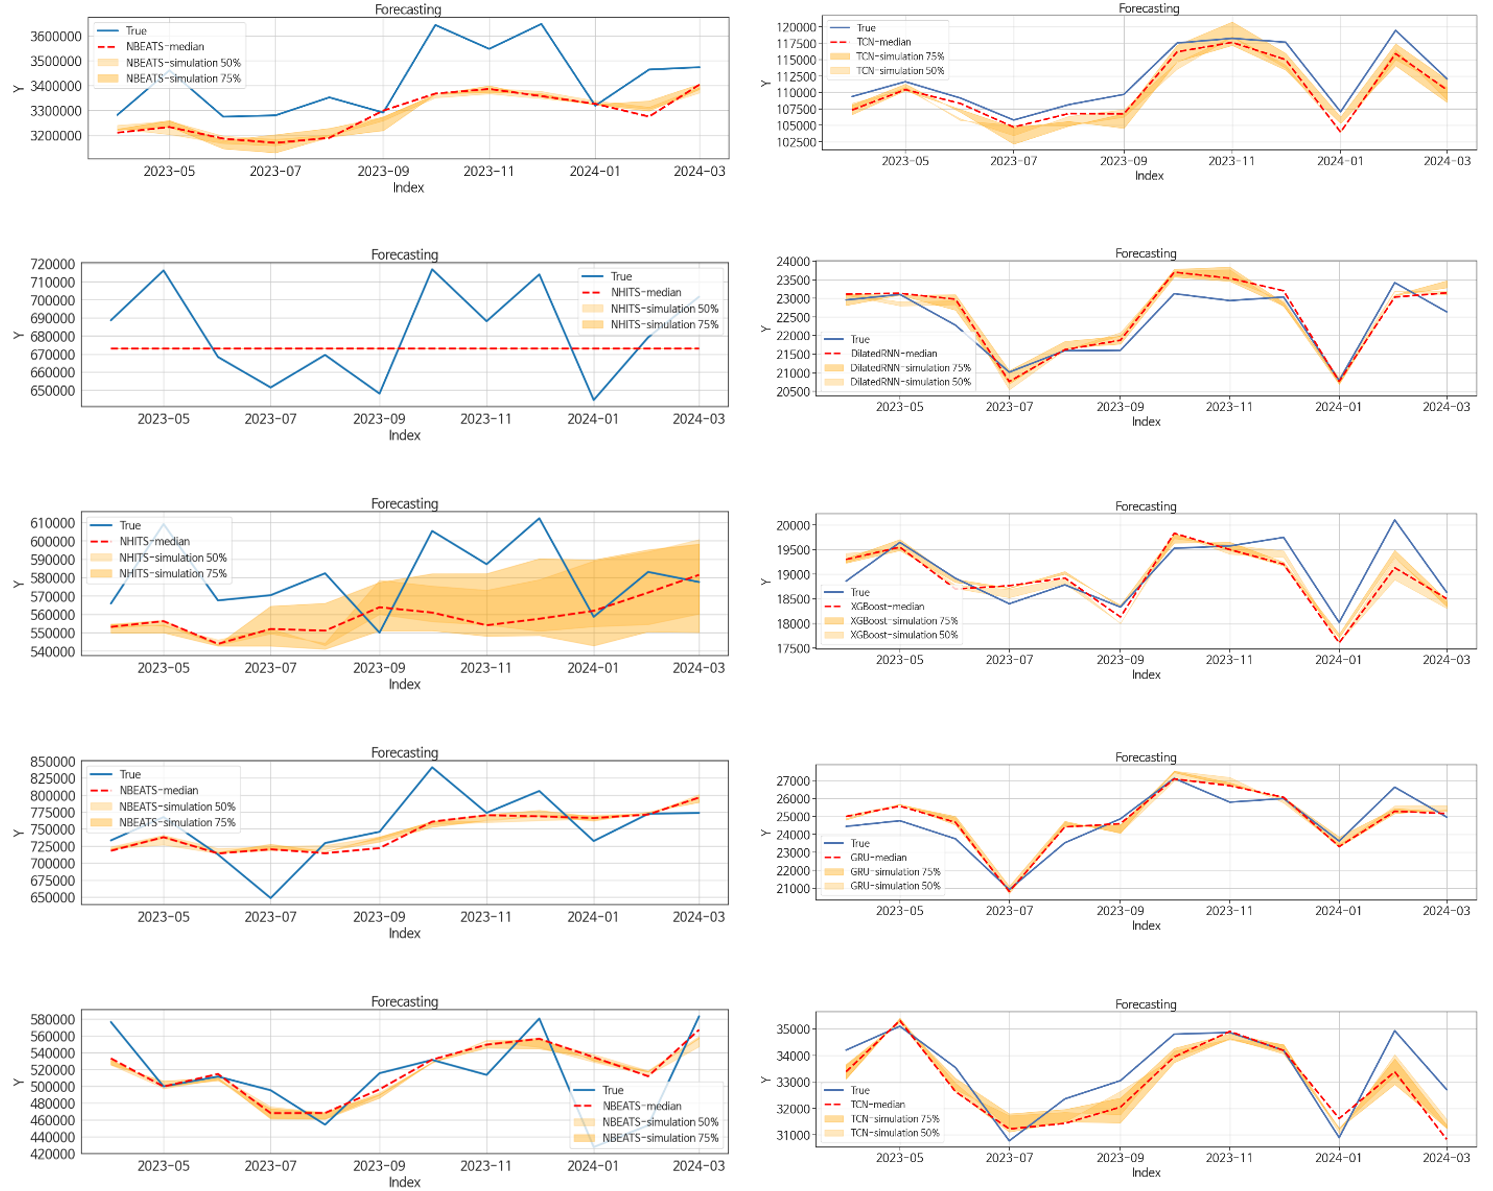 Forecasting
3600000
3500000
3400000
3300000
3200000
Y
True
NBEATS-median
NBEATS-simulation 50%
NBEATS-simulation 75%
2023-05 2023-07 2023-09 2023-11 2024-01 2024-03
Index
Forecasting
120000
117500
115000
112500
110000
107500
105000
102500
Y
True
TCN-median
TCN-simulation 75%
TCN-simulation 50%
2023-05 2023-07 2023-09 2023-11 2024-01 2024-03
Index
Forecasting
720000
710000
700000
690000
680000
670000
660000
650000
Y
True
NHITS-median
NHITS-simulation 50%
NHITS-simulation 75%
2023-05 2023-07 2023-09 2023-11 2024-01 2024-03
Index
Forecasting
24000
23500
23000
22500
22000
21500
21000
20500
Y
True
DilatedRNN-median
DilatedRNN-simulation 75%
DilatedRNN-simulation 50%
2023-05 2023-07 2023-09 2023-11 2024-01 2024-03
Index
Forecasting
610000
600000
590000
580000
570000
560000
550000
540000
Y
True
NHITS-median
NHITS-simulation 50%
NHITS-simulation 75%
2023-05 2023-07 2023-09 2023-11 2024-01 2024-03
Index
Forecasting
20000
19500
19000
18500
18000
17500
Y
True
XGBoost-median
XGBoost-simulation 75%
XGBoost-simulation 50%
2023-05 2023-07 2023-09 2023-11 2024-01 2024-03
Index
Forecasting
850000
825000
800000
775000
750000
725000
700000
675000
650000
Y
True
NBEATS-median
NBEATS-simulation 50%
NBEATS-simulation 75%
2023-05 2023-07 2023-09 2023-11 2024-01 2024-03
Index
Forecasting
27000
26000
25000
24000
23000
22000
21000
Y
True
GRU-median
GRU-simulation 75%
GRU-simulation 50%
2023-05 2023-07 2023-09 2023-11 2024-01 2024-03
Index
Forecasting
580000
560000
540000
520000
500000
480000
460000
440000
420000
Y
True
NBEATS-median
NBEATS-simulation 50%
NBEATS-simulation 75%
2023-05 2023-07 2023-09 2023-11 2024-01 2024-03
Index
Forecasting
35000
34000
33000
32000
31000
Y
True
TCN-median
TCN-simulation 75%
TCN-simulation 50%
2023-05 2023-07 2023-09 2023-11 2024-01 2024-03
Index